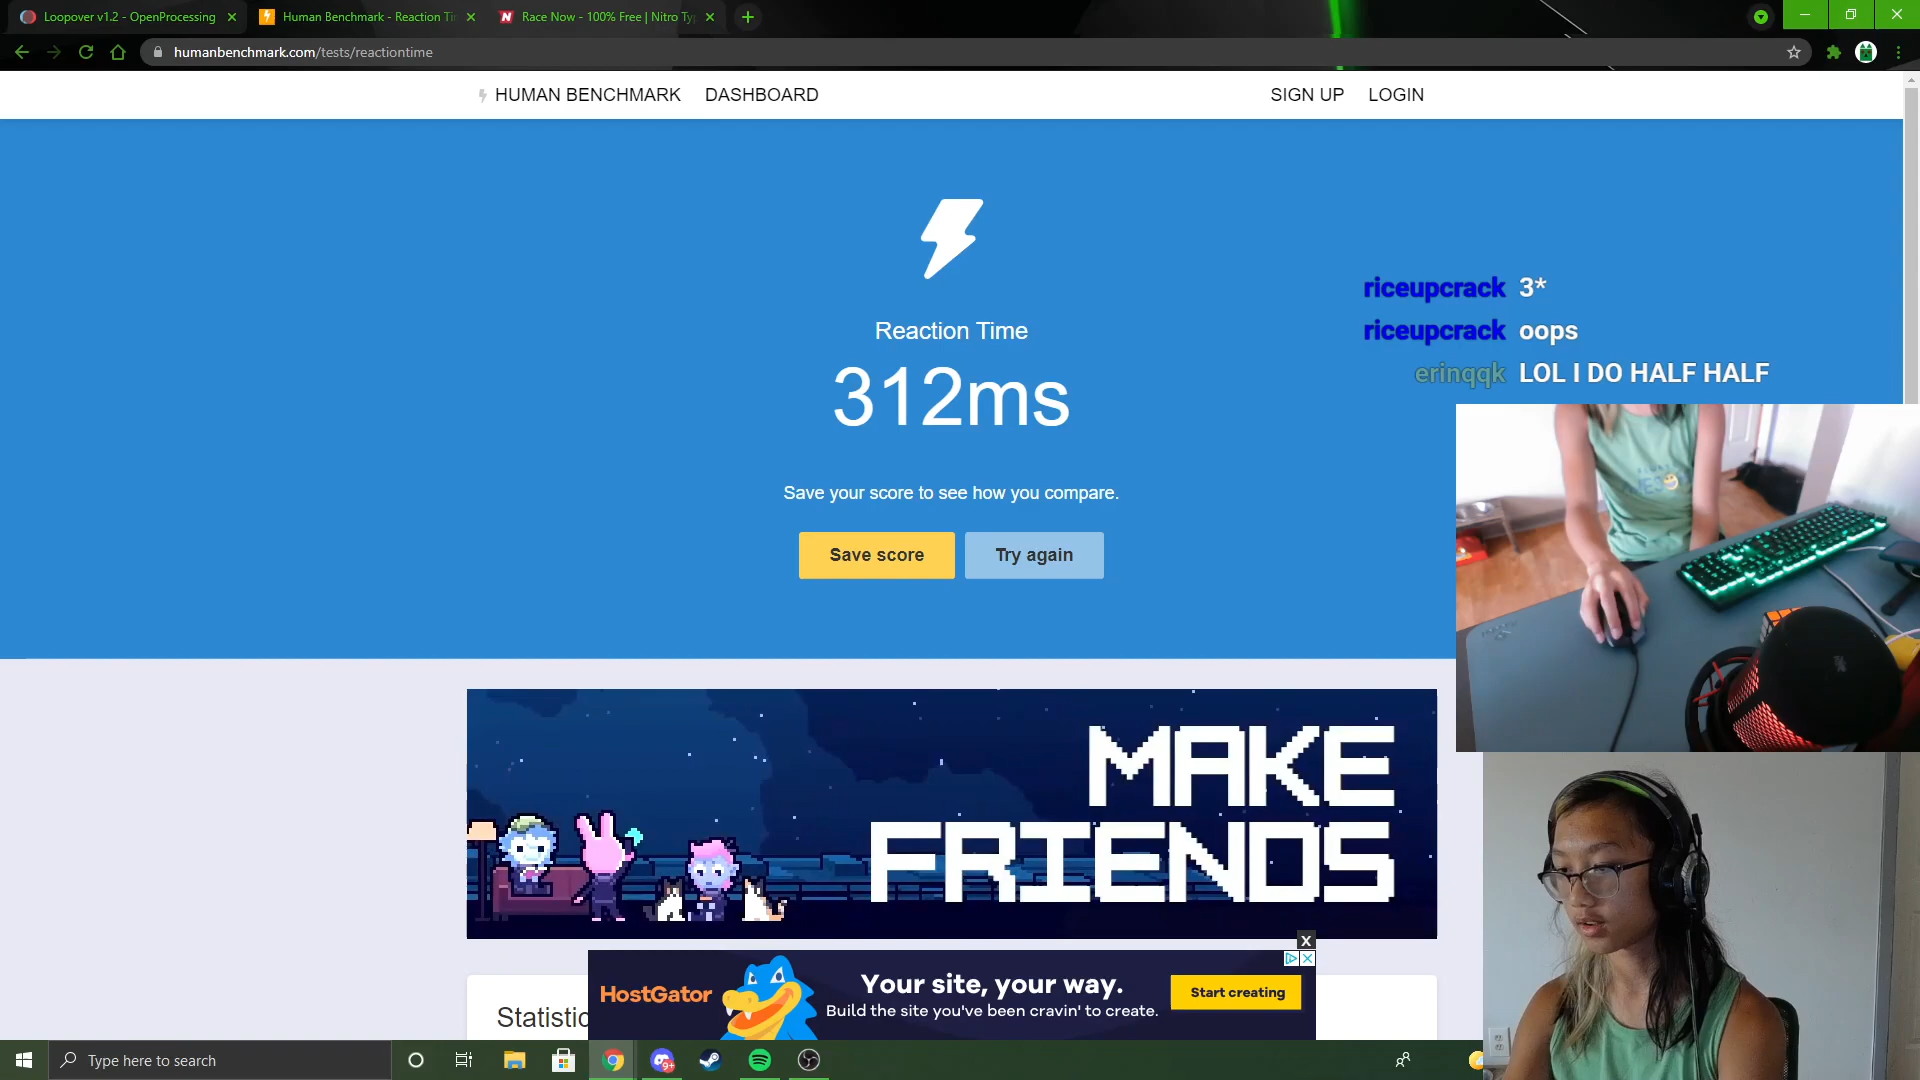 Loopover v1.2 - OpenProcessing
Human Benchmark - Reaction Ti
Race Now - 100% Free | Nitro Ty
humanbenchmark.com/tests/reactiontime
HUMAN BENCHMARK
DASHBOARD
SIGN UP
LOGIN
riceupcrack 3*
riceupcrack oops
erinqqk LOL I DO HALF HALF
Reaction Time
312ms
Save your score to see how you compare.
Save score
Try again
MAKE
FRIENDS
Statistic
HostGator
Your site, your way.
Build the site you've been cravin' to create.
Start creating
X
Type here to search
9+